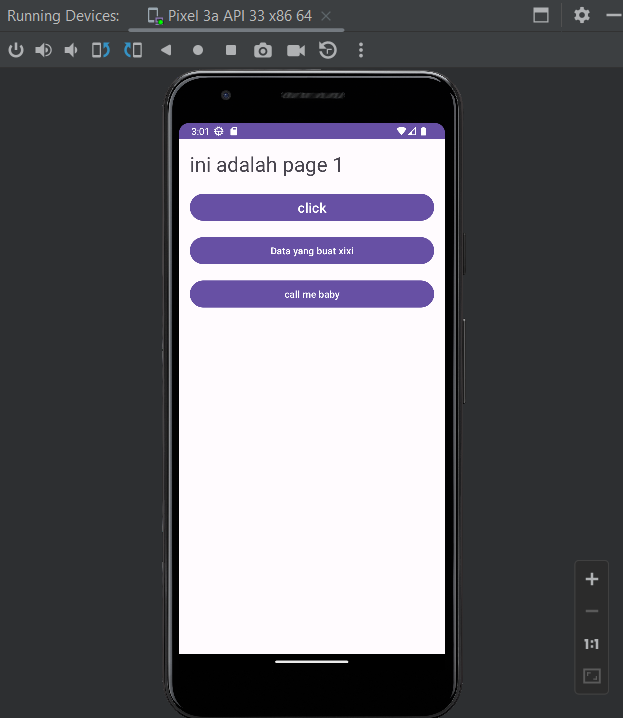 Running Devices:
Pixel 3a API 33 x86 64
3:01
ini adalah page 1
click
Data yang buat xixi
call me baby
1:1